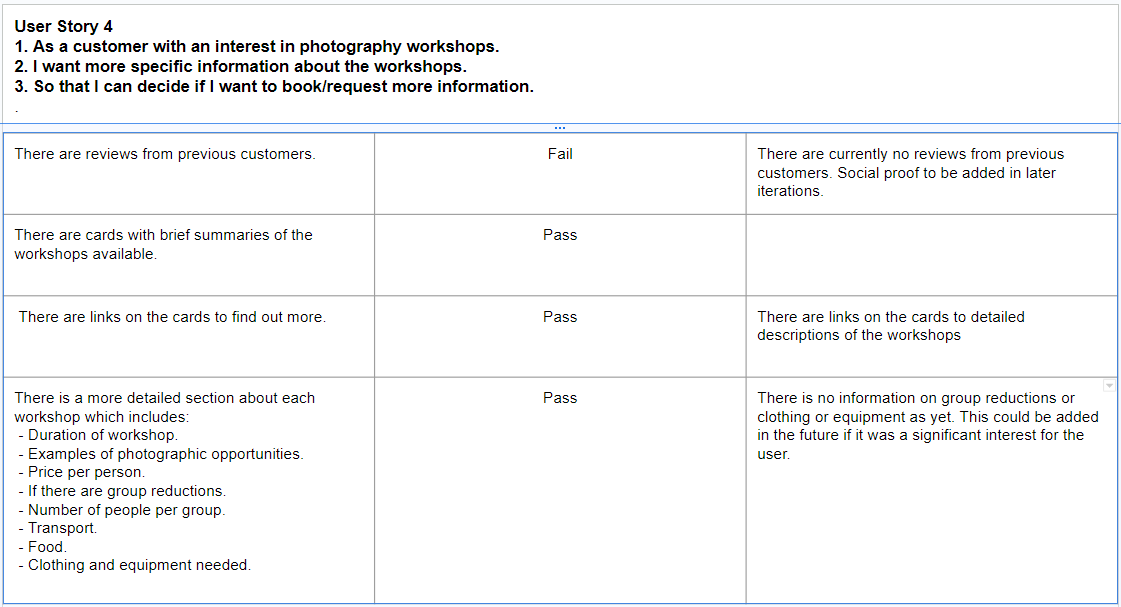 User Story 4
1. As a customer with an interest in photography workshops.
2. I want more specific information about the workshops.
3. So that I can decide if I want to book/request more information.
.
There are reviews from previous customers.
Fail
There are currently no reviews from previous
customers. Social proof to be added in later
iterations.
There are cards with brief summaries of the
workshops available.
Pass
There are links on the cards to find out more.
Pass
There are links on the cards to detailed
descriptions of the workshops
There is a more detailed section about each
workshop which includes:
- Duration of workshop.
- Examples of photographic opportunities.
- Price per person.
- If there are group reductions.
- Number of people per group.
- Transport.
- Food.
- Clothing and equipment needed.
Pass
There is no information on group reductions or
clothing or equipment as yet. This could be added
in the future if it was a significant interest for the
user.